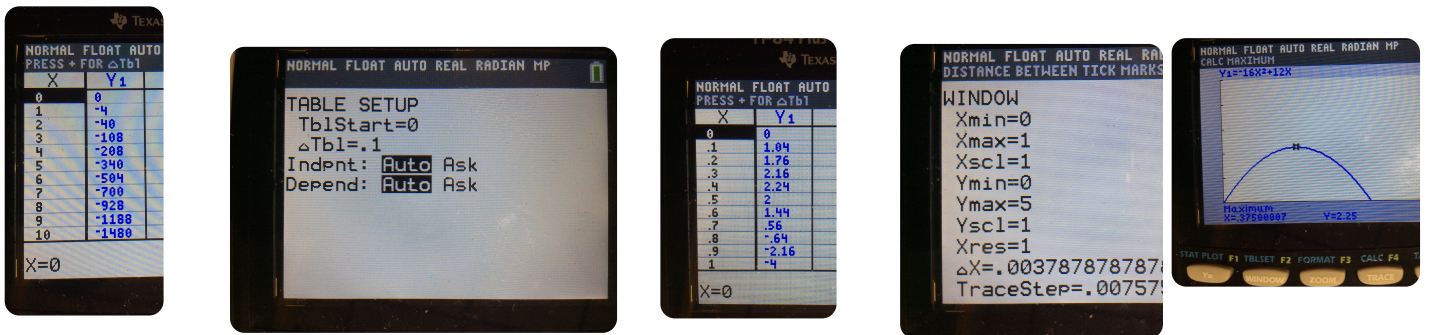 TEXAS
NORMAL FLOAT AUTO
PRESS + FOR △Tbl
X Y1
0 0
1 -4
2 -40
3 -108
4 -208
5 -340
6 -504
7 -700
8 -928
9 -1188
10 -1480
X=0
NORMAL FLOAT AUTO REAL RADIAN MP
TABLE SETUP
TblStart=0
△Tbl=.1
Indpnt: Auto Ask
Depend: Auto Ask
TEXAS
NORMAL FLOAT AUTO
PRESS + FOR △Tbl
X Y1
0 0
.1 1.04
.2 1.76
.3 2.16
.4 2.24
.5 2
.6 1.44
.7 .56
.8 -.64
.9 -2.16
1 -4
X=0
NORMAL FLOAT AUTO REAL RA
DISTANCE BETWEEN TICK MARKS
WINDOW
Xmin=0
Xmax=1
Xscl=1
Ymin=0
Ymax=5
Yscl=1
Xres=1
△X=.0037878787878
TraceStep=.00757
NORMAL FLOAT AUTO REAL RADIAN MP
CALC MAXIMUM
Y1=-16X²+12X
Maximum
X=.37500007 Y=2.25
STAT PLOT F1 TBLSET F2 FORMAT F3 CALC F4
Y= WINDOW ZOOM TRACE